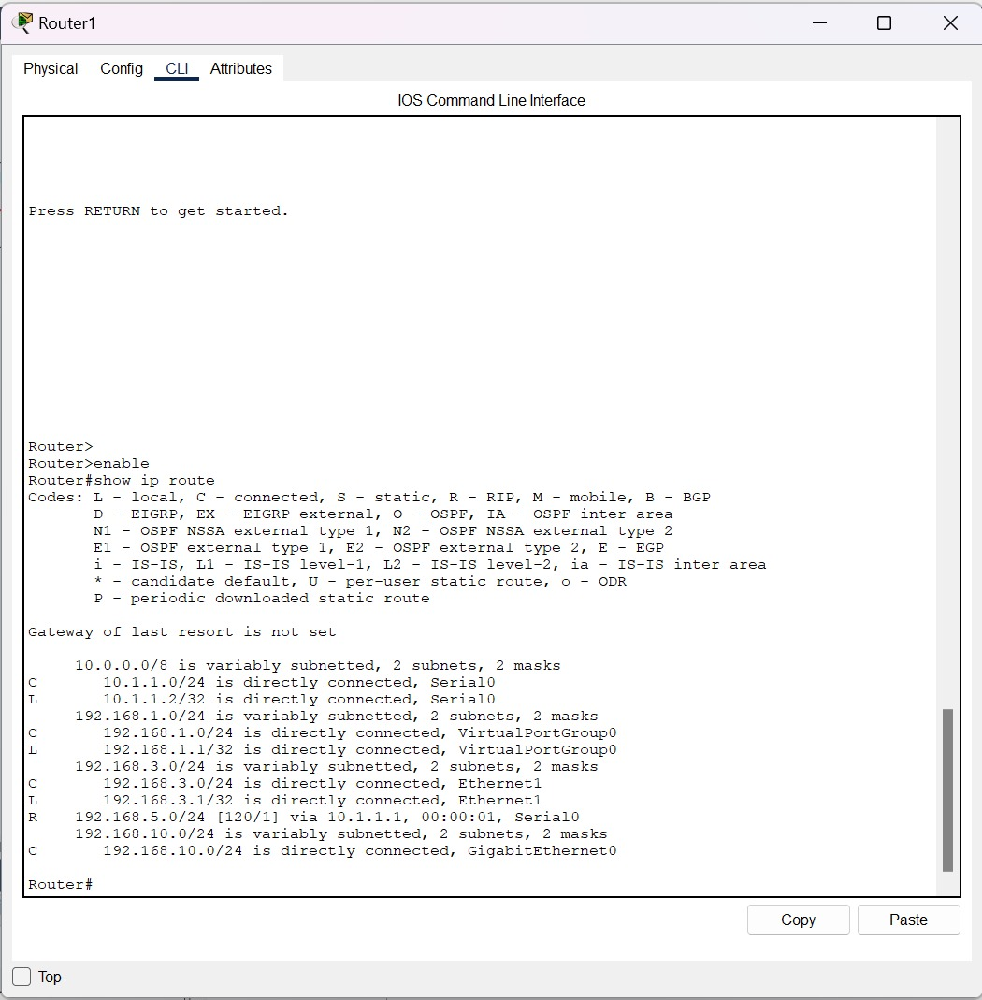 Router1
Physical Config CLI Attributes
IOS Command Line Interface
Press RETURN to get started.
Router>
Router>enable
Router#show ip route
Codes: L - local, C - connected, S - static, R - RIP, M - mobile, B - BGP
D - EIGRP, EX - EIGRP external, O - OSPF, IA - OSPF inter area
N1 - OSPF NSSA external type 1, N2 - OSPF NSSA external type 2
E1 - OSPF external type 1, E2 - OSPF external type 2, E - EGP
i - IS-IS, L1 - IS-IS level-1, L2 - IS-IS level-2, ia - IS-IS inter area
* - candidate default, U - per-user static route, o - ODR
P - periodic downloaded static route
Gateway of last resort is not set
10.0.0.0/8 is variably subnetted, 2 subnets, 2 masks
C 10.1.1.0/24 is directly connected, Serial0
L 10.1.1.2/32 is directly connected, Serial0
192.168.1.0/24 is variably subnetted, 2 subnets, 2 masks
C 192.168.1.0/24 is directly connected, VirtualPortGroup0
L 192.168.1.1/32 is directly connected, VirtualPortGroup0
192.168.3.0/24 is variably subnetted, 2 subnets, 2 masks
C 192.168.3.0/24 is directly connected, Ethernet1
L 192.168.3.1/32 is directly connected, Ethernet1
R 192.168.5.0/24 [120/1] via 10.1.1.1, 00:00:01, Serial0
192.168.10.0/24 is variably subnetted, 2 subnets, 2 masks
C 192.168.10.0/24 is directly connected, GigabitEthernet0
Router#
Copy Paste
Top